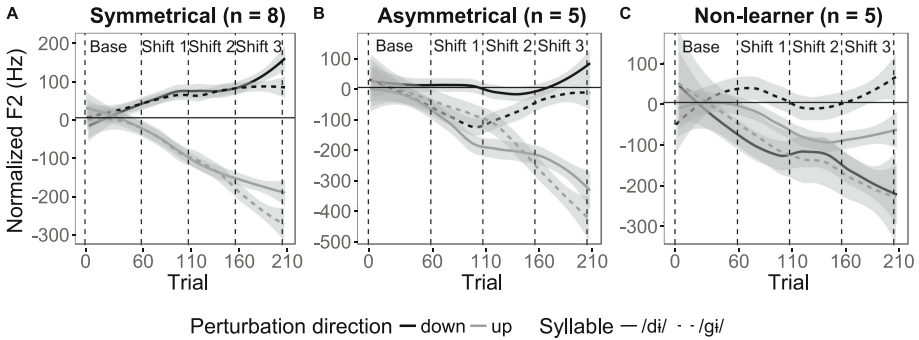 A Symmetrical (n = 8)
B Asymmetrical (n = 5)
C Non-learner (n = 5)
Normalized F2 (Hz)
Base Shift 1 Shift 2 Shift 3
200
100
0
-100
-200
-300
0 60 110 160 210
Trial
Base Shift 1 Shift 2 Shift 3
100
0
-100
-200
-300
-400
-500
0 60 110 160 210
Trial
Base Shift 1 Shift 2 Shift 3
100
0
-100
-200
-300
0 60 110 160 210
Trial
Perturbation direction down up Syllable /dɨ/ /gɨ/